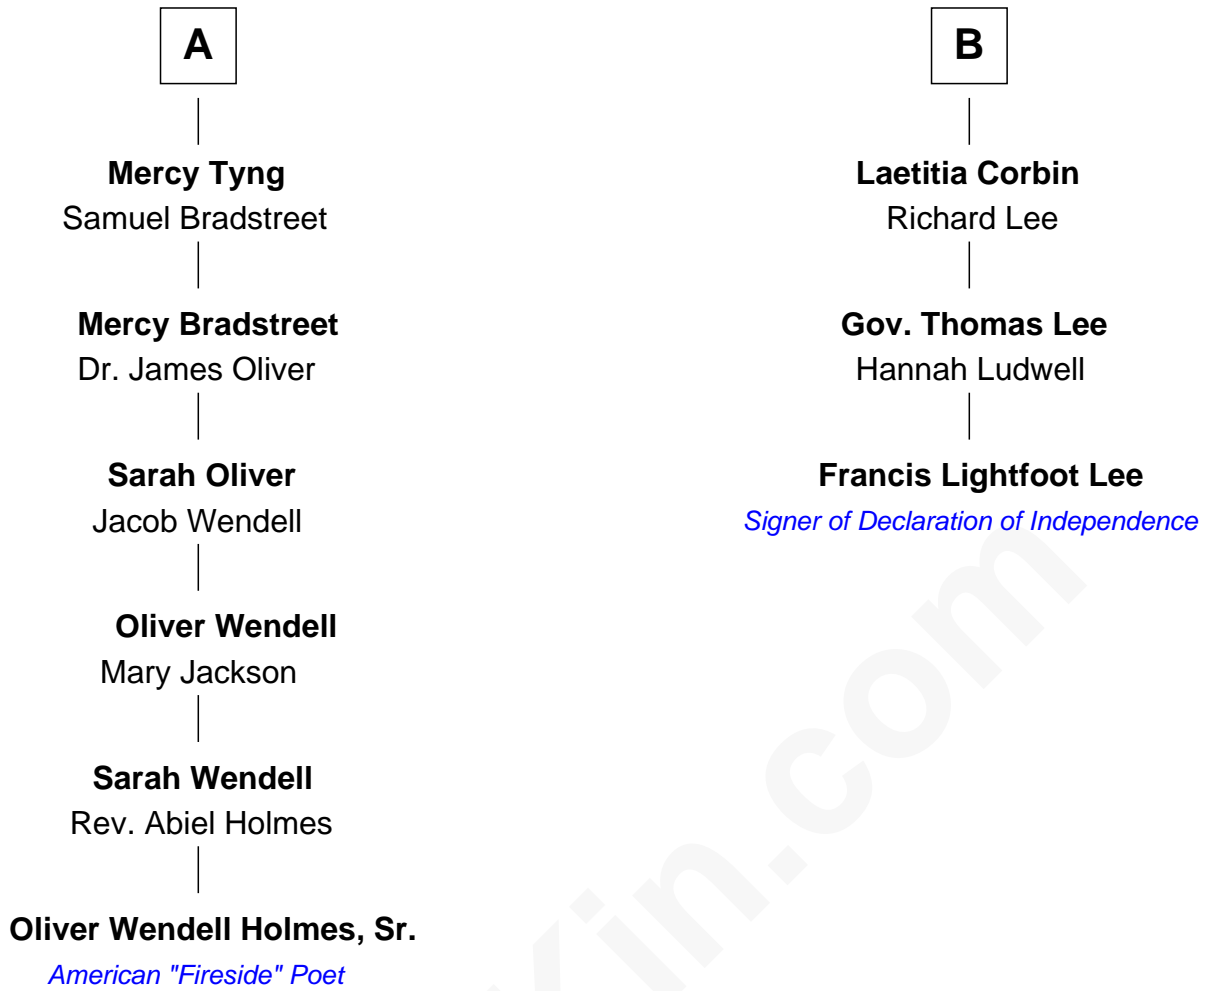 A
Mercy Tyng
Samuel Bradstreet
Mercy Bradstreet
Dr. James Oliver
Sarah Oliver
Jacob Wendell
Oliver Wendell
Mary Jackson
Sarah Wendell
Rev. Abiel Holmes
Oliver Wendell Holmes, Sr.
American "Fireside" Poet
B
Laetitia Corbin
Richard Lee
Gov. Thomas Lee
Hannah Ludwell
Francis Lightfoot Lee
Signer of Declaration of Independence